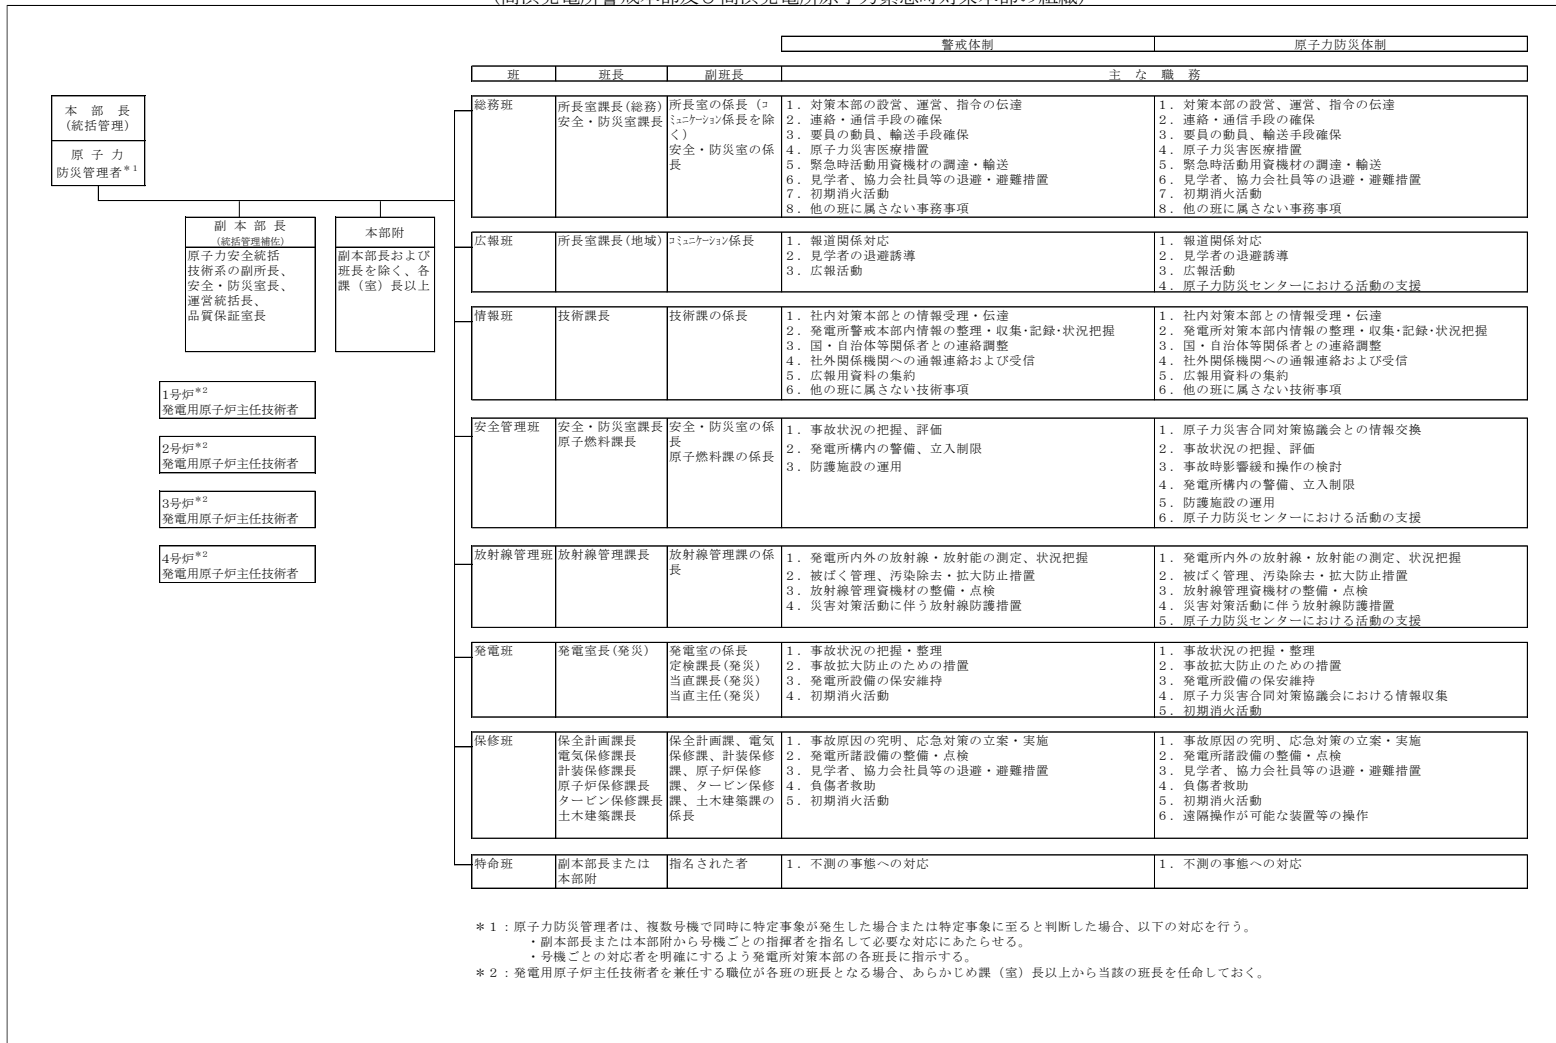 (高浜発電所警戒本部及び高浜発電所原子力緊急時対策本部の組織)
警戒体制
原子力防災体制
班
班長
副班長
主 な 職 務
本 部 長
(統括管理)
原 子 力
防災管理者*1
副 本 部 長
(統括管理補佐)
原子力安全統括
技術系の副所長、
安全・防災室長、
運営統括長、
品質保証室長
本部附
副本部長および
班長を除く、各
課(室)長以上
1号炉*2
発電用原子炉主任技術者
2号炉*2
発電用原子炉主任技術者
3号炉*2
発電用原子炉主任技術者
4号炉*2
発電用原子炉主任技術者
総務班
所長室課長(総務)
安全・防災室課長
所長室の係長(コ
ミュニケーション係長を除
く)
安全・防災室の係
長
1.対策本部の設営、運営、指令の伝達
2.連絡・通信手段の確保
3.要員の動員、輸送手段確保
4.原子力災害医療措置
5.緊急時活動用資機材の調達・輸送
6.見学者、協力会社員等の退避・避難措置
7.初期消火活動
8.他の班に属さない事務事項
1.対策本部の設営、運営、指令の伝達
2.連絡・通信手段の確保
3.要員の動員、輸送手段確保
4.原子力災害医療措置
5.緊急時活動用資機材の調達・輸送
6.見学者、協力会社員等の退避・避難措置
7.初期消火活動
8.他の班に属さない事務事項
広報班
所長室課長(地域)
コミュニケーション係長
1.報道関係対応
2.見学者の退避誘導
3.広報活動
1.報道関係対応
2.見学者の退避誘導
3.広報活動
4.原子力防災センターにおける活動の支援
情報班
技術課長
技術課の係長
1.社内対策本部との情報受理・伝達
2.発電所警戒本部内情報の整理・収集・記録・状況把握
3.国・自治体等関係者との連絡調整
4.社外関係機関への通報連絡および受信
5.広報用資料の集約
6.他の班に属さない技術事項
1.社内対策本部との情報受理・伝達
2.発電所対策本部内情報の整理・収集・記録・状況把握
3.国・自治体等関係者との連絡調整
4.社外関係機関への通報連絡および受信
5.広報用資料の集約
6.他の班に属さない技術事項
安全管理班
安全・防災室課長
原子燃料課長
安全・防災室の係
長
原子燃料課の係長
1.事故状況の把握、評価
2.発電所構内の警備、立入制限
3.防護施設の運用
1.原子力災害合同対策協議会との情報交換
2.事故状況の把握、評価
3.事故時影響緩和操作の検討
4.発電所構内の警備、立入制限
5.防護施設の運用
6.原子力防災センターにおける活動の支援
放射線管理班
放射線管理課長
放射線管理課の係
長
1.発電所内外の放射線・放射能の測定、状況把握
2.被ばく管理、汚染除去・拡大防止措置
3.放射線管理資機材の整備・点検
4.災害対策活動に伴う放射線防護措置
1.発電所内外の放射線・放射能の測定、状況把握
2.被ばく管理、汚染除去・拡大防止措置
3.放射線管理資機材の整備・点検
4.災害対策活動に伴う放射線防護措置
5.原子力防災センターにおける活動の支援
発電班
発電室長(発災)
発電室の係長
定検課長(発災)
当直課長(発災)
当直主任(発災)
1.事故状況の把握・整理
2.事故拡大防止のための措置
3.発電所設備の保安維持
4.初期消火活動
1.事故状況の把握・整理
2.事故拡大防止のための措置
3.発電所設備の保安維持
4.原子力災害合同対策協議会における情報収集
5.初期消火活動
保修班
保全計画課長
電気保修課長
計装保修課長
原子炉保修課長
タービン保修課長
土木建築課長
保全計画課、電気
保修課、計装保修
課、原子炉保修
課、タービン保修
課、土木建築課の
係長
1.事故原因の究明、応急対策の立案・実施
2.発電所諸設備の整備・点検
3.見学者、協力会社員等の退避・避難措置
4.負傷者救助
5.初期消火活動
1.事故原因の究明、応急対策の立案・実施
2.発電所諸設備の整備・点検
3.見学者、協力会社員等の退避・避難措置
4.負傷者救助
5.初期消火活動
6.遠隔操作が可能な装置等の操作
特命班
副本部長または
本部附
指名された者
1.不測の事態への対応
1.不測の事態への対応
*1:原子力防災管理者は、複数号機で同時に特定事象が発生した場合または特定事象に至ると判断した場合、以下の対応を行う。
・副本部長または本部附から号機ごとの指揮者を指名して必要な対応にあたらせる。
・号機ごとの対応者を明確にするよう発電所対策本部の各班長に指示する。
*2:発電用原子炉主任技術者を兼任する職位が各班の班長となる場合、あらかじめ課(室)長以上から当該の班長を任命しておく。